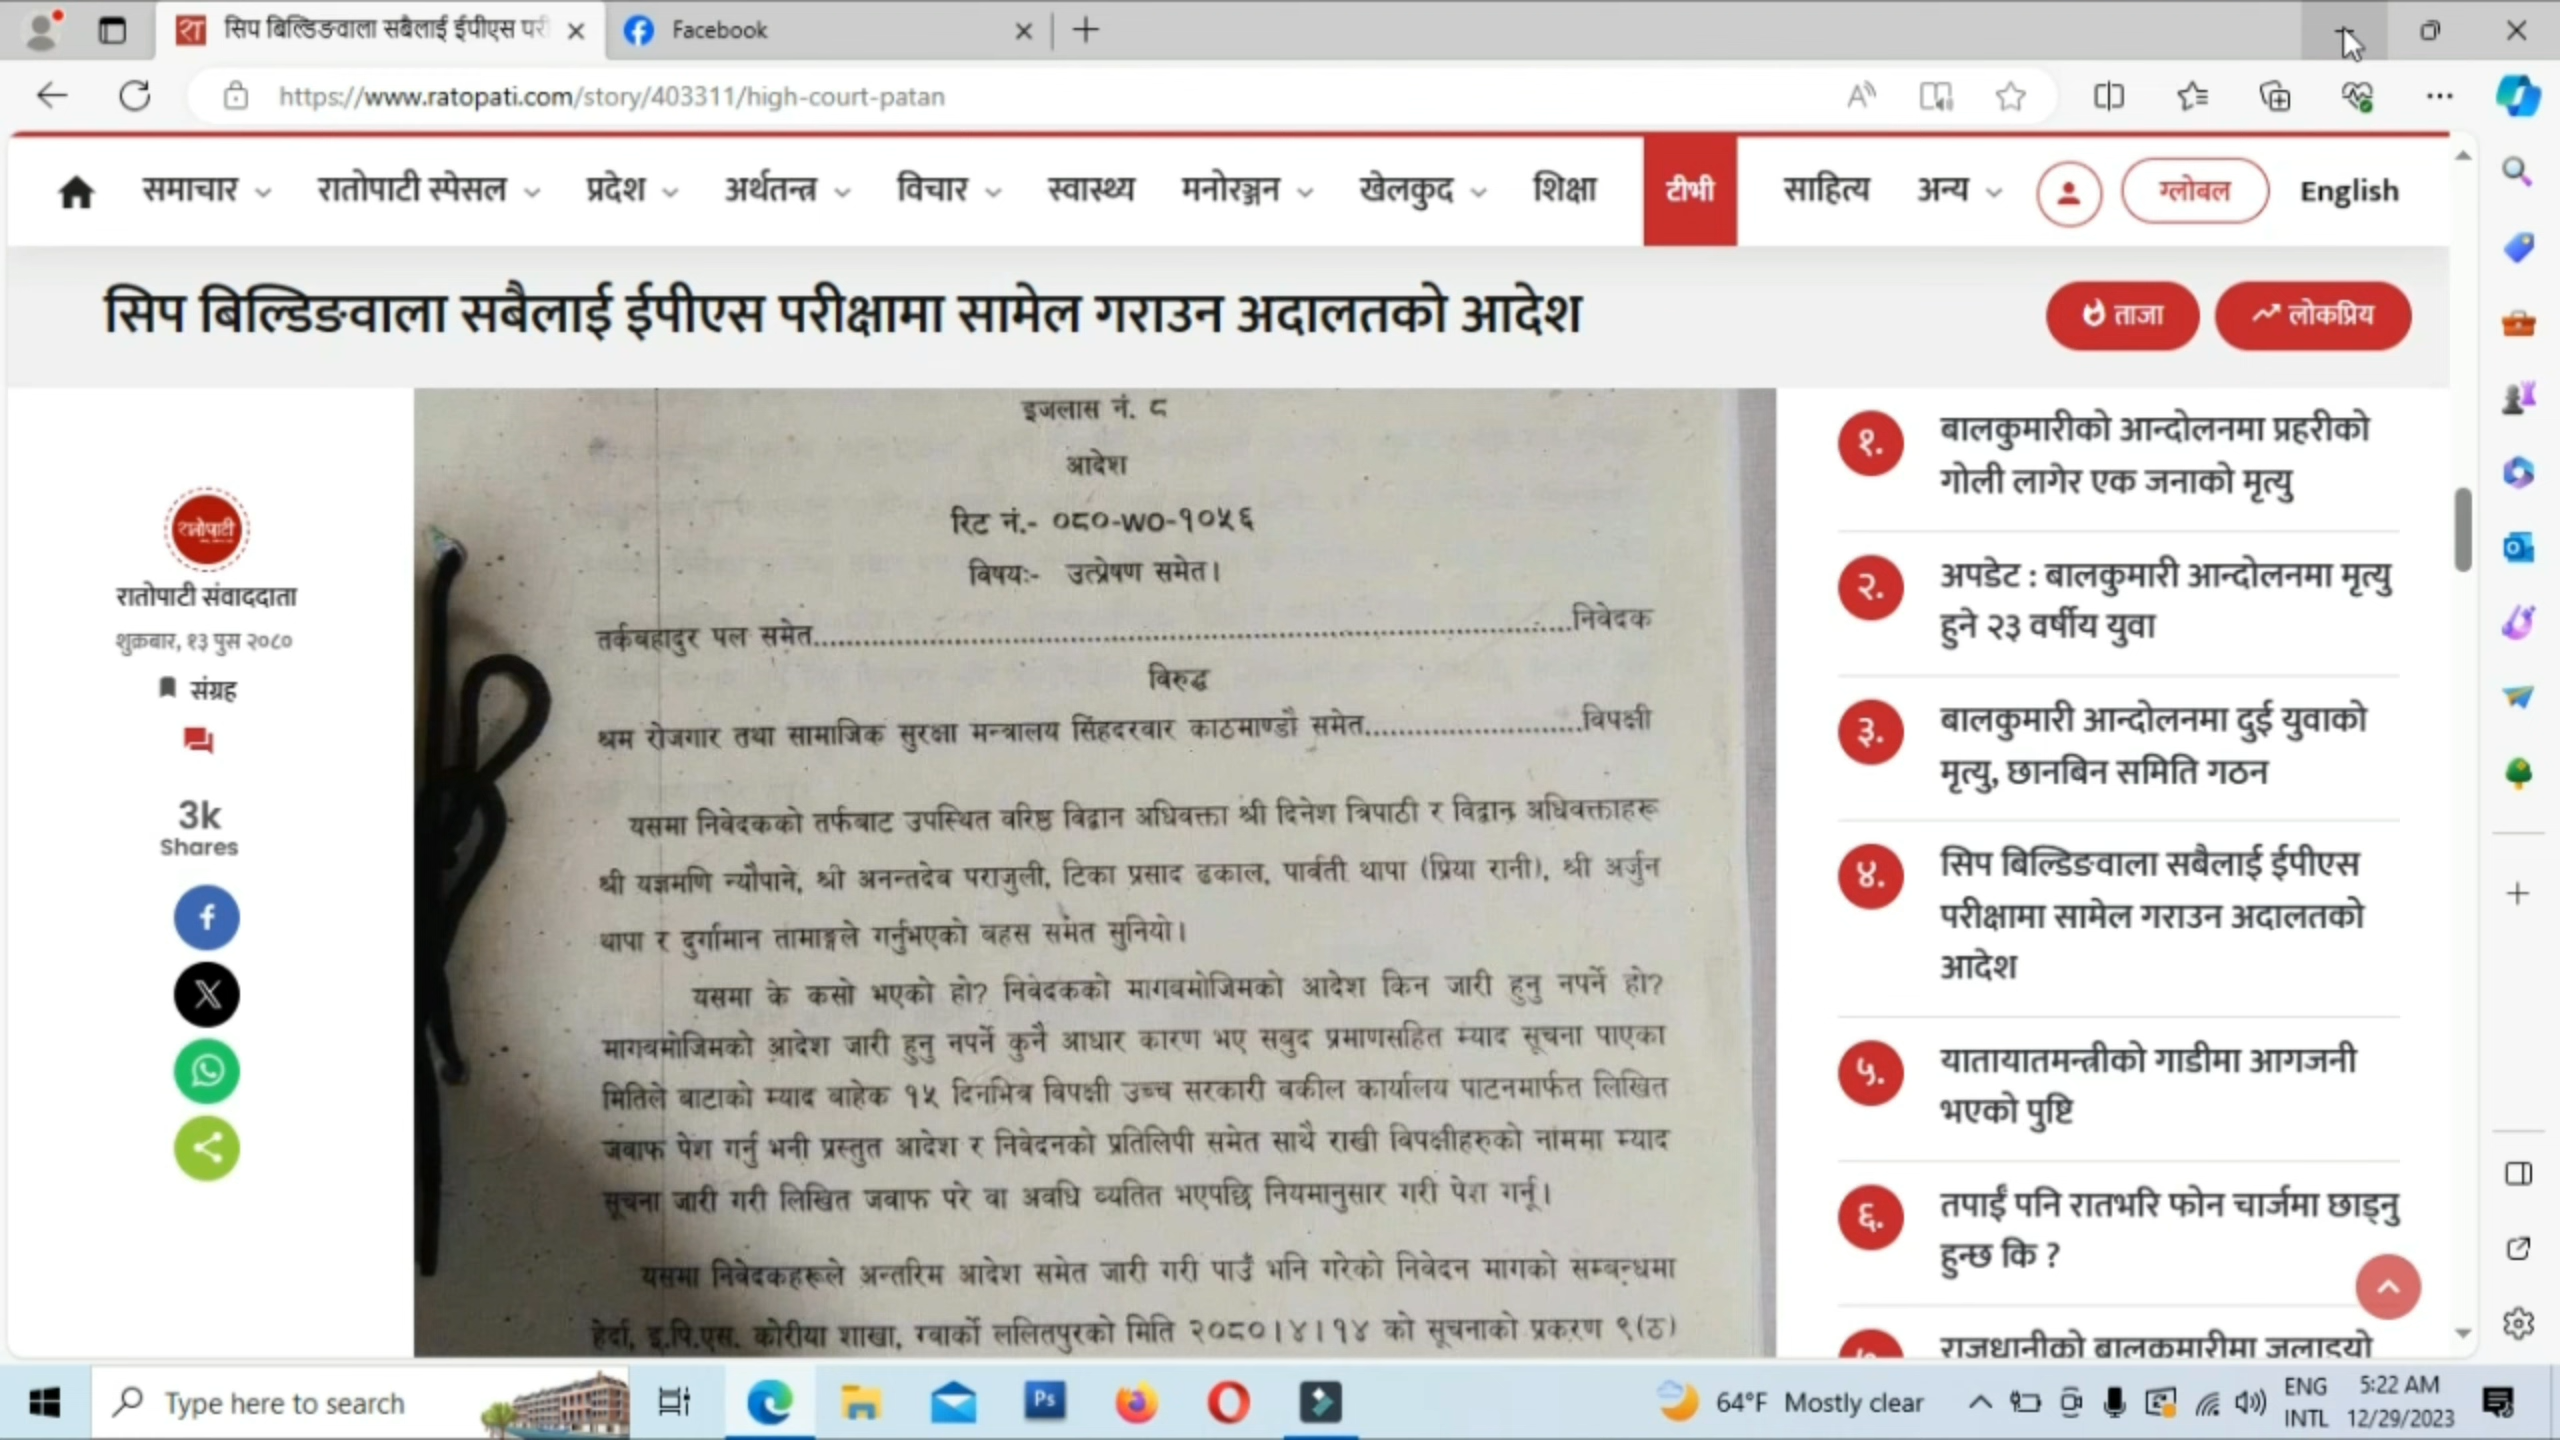 सिप बिल्डिङवाला सबैलाई ईपीएस परी
Facebook
https://www.ratopati.com/story/403311/high-court-patan
समाचार रातोपाटी स्पेसल प्रदेश अर्थतन्त्र विचार स्वास्थ्य मनोरञ्जन खेलकुद शिक्षा टीभी साहित्य अन्य ग्लोबल English
सिप बिल्डिङवाला सबैलाई ईपीएस परीक्षामा सामेल गराउन अदालतको आदेश
ताजा लोकप्रिय
रातोपाटी
रातोपाटी संवाददाता
शुक्रबार, १३ पुस २०८०
संग्रह
3k
Shares
इजलास नं. ८
आदेश
रिट नं.- ०८०-WO-१०५६
विषयः- उत्प्रेषण समेत।
तर्कबहादुर पल समेत.....................................................................निवेदक
विरुद्ध
श्रम रोजगार तथा सामाजिक सुरक्षा मन्त्रालय सिंहदरवार काठमाण्डौ समेत........................विपक्षी
यसमा निवेदकको तर्फबाट उपस्थित वरिष्ठ विद्वान अधिवक्ता श्री दिनेश त्रिपाठी र विद्वान अधिवक्ताहरू
श्री यज्ञमणि न्यौपाने, श्री अनन्तदेव पराजुली, टिका प्रसाद ढकाल, पार्वती थापा (प्रिया रानी), श्री अर्जुन
थापा र दुर्गामान तामाङ्गले गर्नुभएको बहस समेत सुनियो।
यसमा के कसो भएको हो? निवेदकको मागबमोजिमको आदेश किन जारी हुनु नपर्ने हो?
मागबमोजिमको आदेश जारी हुनु नपर्ने कुनै आधार कारण भए सबुद प्रमाणसहित म्याद सूचना पाएका
मितिले बाटाको म्याद बाहेक १५ दिनभित्र विपक्षी उच्च सरकारी वकील कार्यालय पाटनमार्फत लिखित
जवाफ पेश गर्नु भनी प्रस्तुत आदेश र निवेदनको प्रतिलिपी समेत साथै राखी विपक्षीहरुको नाममा म्याद
सूचना जारी गरी लिखित जवाफ परे वा अवधि व्यतित भएपछि नियमानुसार गरी पेश गर्नू।
यसमा निवेदकहरूले अन्तरिम आदेश समेत जारी गरी पाउँ भनि गरेको निवेदन मागको सम्बन्धमा
हेर्दा, इ.पि.एस. कोरीया शाखा, ग्वार्को ललितपुरको मिति २०८०।४।१४ को सूचनाको प्रकरण ९(ठ)
१. बालकुमारीको आन्दोलनमा प्रहरीको
गोली लागेर एक जनाको मृत्यु
२. अपडेट : बालकुमारी आन्दोलनमा मृत्यु
हुने २३ वर्षीय युवा
३. बालकुमारी आन्दोलनमा दुई युवाको
मृत्यु, छानबिन समिति गठन
४. सिप बिल्डिङवाला सबैलाई ईपीएस
परीक्षामा सामेल गराउन अदालतको
आदेश
५. यातायातमन्त्रीको गाडीमा आगजनी
भएको पुष्टि
६. तपाईं पनि रातभरि फोन चार्जमा छाड्नु
हुन्छ कि ?
राजधानीको बालकुमारीमा जलाइयो
Type here to search
Ps
64°F Mostly clear
ENG
INTL
5:22 AM
12/29/2023